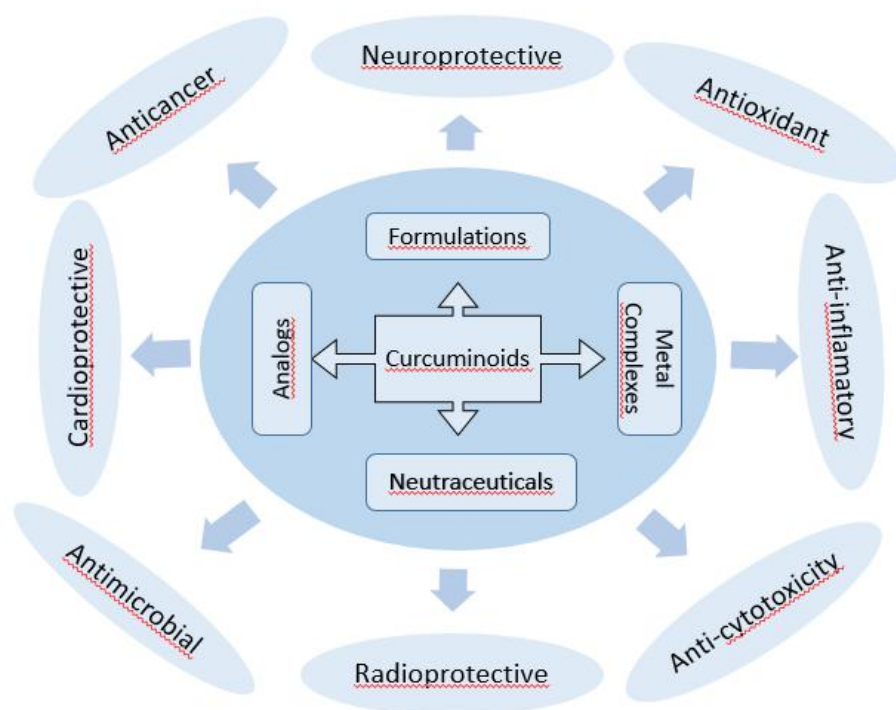 Neuroprotective
Anticancer
Antioxidant
Formulations
Cardioprotective
Analogs
Curcuminoids
Metal
Complexes
Anti-inflamatory
Neutraceuticals
Antimicrobial
Anti-cytotoxicity
Radioprotective